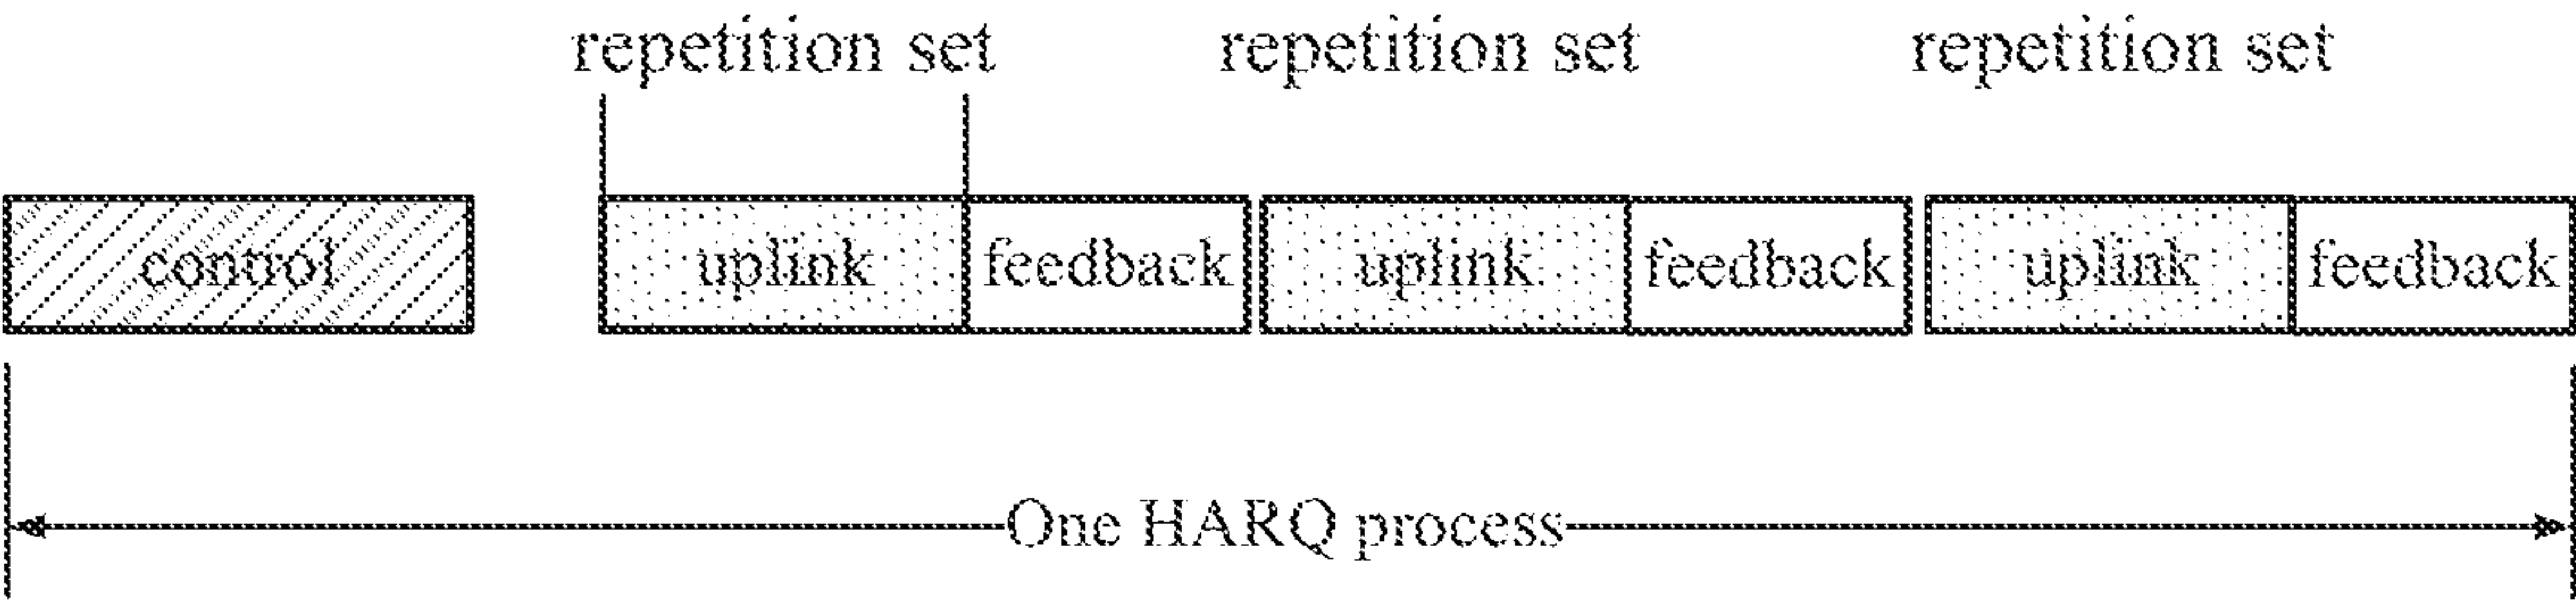 repetition set repetition set repetition set
control uplink feedback uplink feedback uplink feedback
One HARQ process